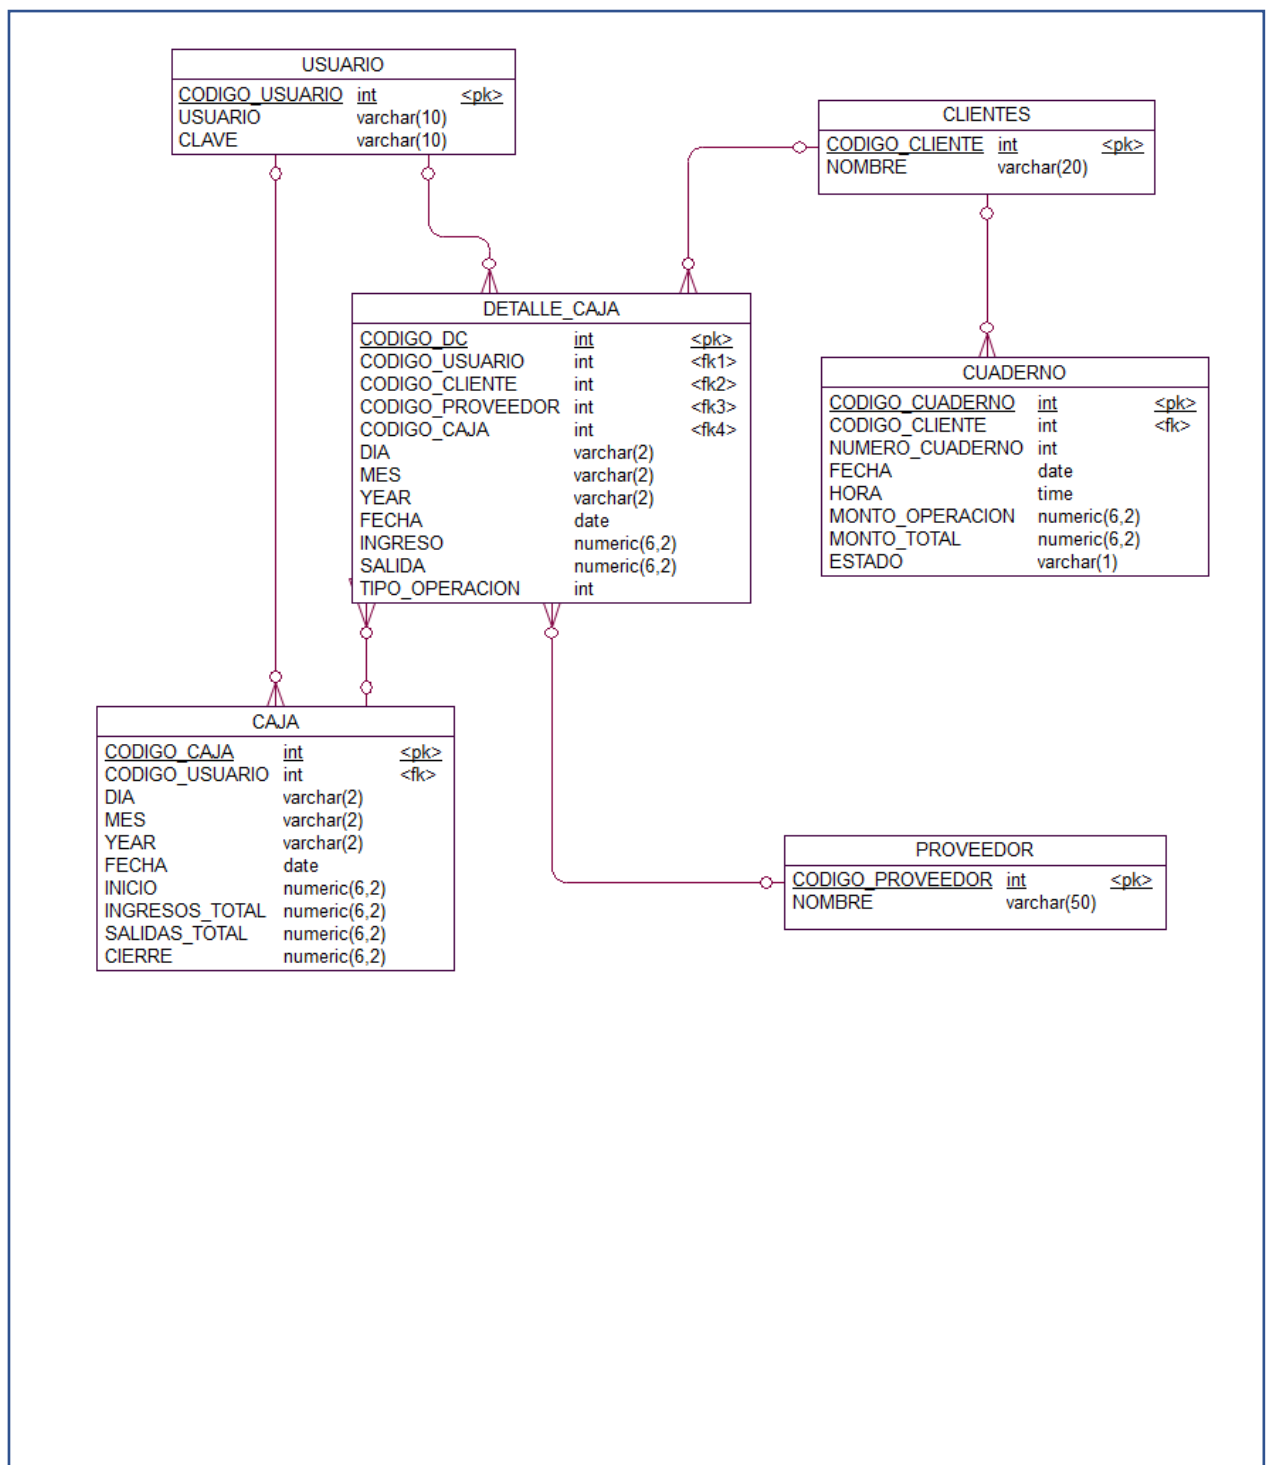 USUARIO
CODIGO_USUARIO int <pk>
USUARIO varchar(10)
CLAVE varchar(10)
CLIENTES
CODIGO_CLIENTE int <pk>
NOMBRE varchar(20)
DETALLE_CAJA
CODIGO_DC int <pk>
CODIGO_USUARIO int <fk1>
CODIGO_CLIENTE int <fk2>
CODIGO_PROVEEDOR int <fk3>
CODIGO_CAJA int <fk4>
DIA varchar(2)
MES varchar(2)
YEAR varchar(2)
FECHA date
INGRESO numeric(6,2)
SALIDA numeric(6,2)
TIPO_OPERACION int
CUADERNO
CODIGO_CUADERNO int <pk>
CODIGO_CLIENTE int <fk>
NUMERO_CUADERNO int
FECHA date
HORA time
MONTO_OPERACION numeric(6,2)
MONTO_TOTAL numeric(6,2)
ESTADO varchar(1)
CAJA
CODIGO_CAJA int <pk>
CODIGO_USUARIO int <fk>
DIA varchar(2)
MES varchar(2)
YEAR varchar(2)
FECHA date
INICIO numeric(6,2)
INGRESOS_TOTAL numeric(6,2)
SALIDAS_TOTAL numeric(6,2)
CIERRE numeric(6,2)
PROVEEDOR
CODIGO_PROVEEDOR int <pk>
NOMBRE varchar(50)